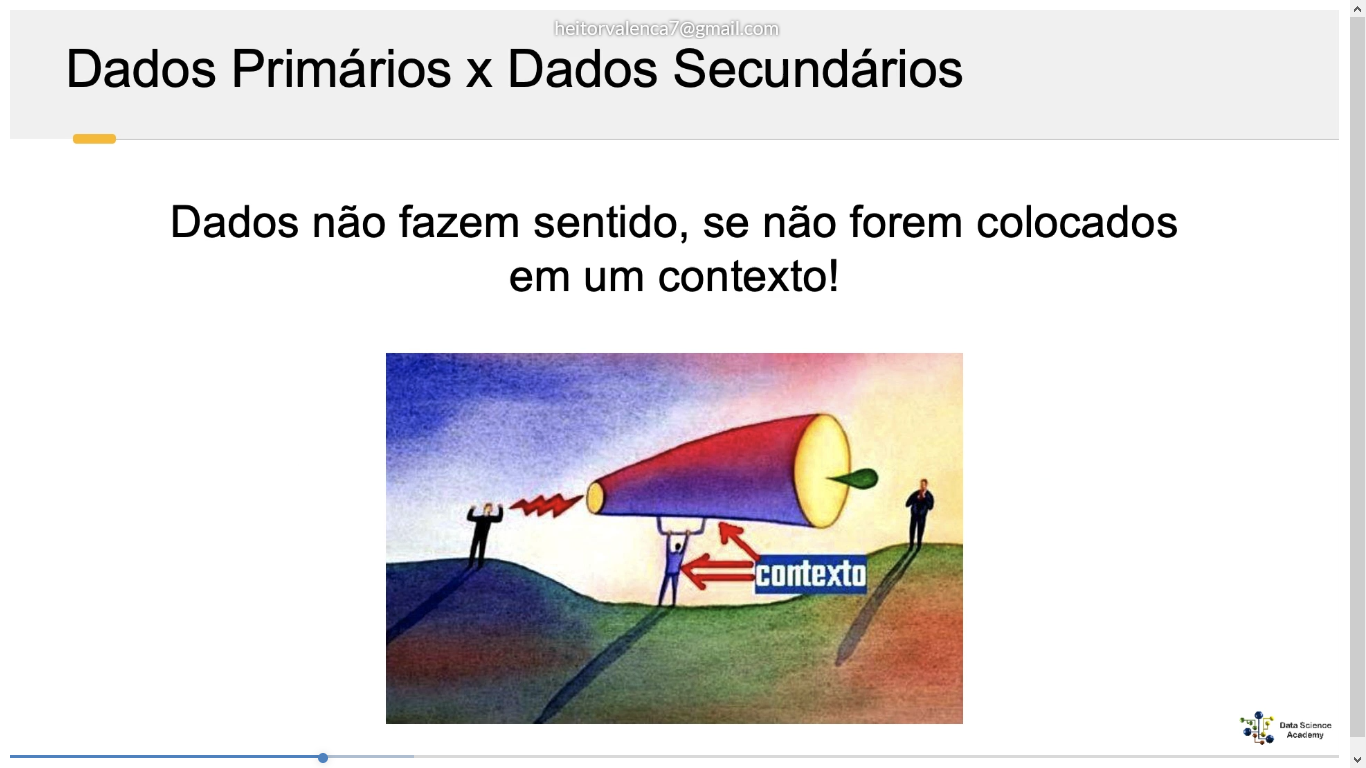 heitorvalenca7@gmail.com
Dados Primários x Dados Secundários
Dados não fazem sentido, se não forem colocados
em um contexto!
contexto
Data Science
Academy